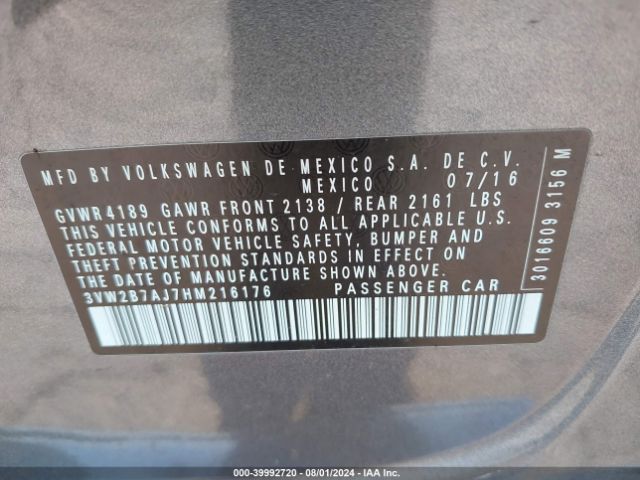 MFD BY VOLKSWAGEN DE MEXICO S.A. DE C.V.
MEXICO 07/16
GVWR4189 GAWR FRONT2138 / REAR 2161 LBS
THIS VEHICLE CONFORMS TO ALL APPLICABLE U.S.
FEDERAL MOTOR VEHICLE SAFETY, BUMPER AND
THEFT PREVENTION STANDARDS IN EFFECT ON
THE DATE OF MANUFACTURE SHOWN ABOVE.
3VW2B7AJ7HM216176 PASSENGER CAR
3016609 3156 M
000-39992720 - 08/01/2024 - IAA Inc.